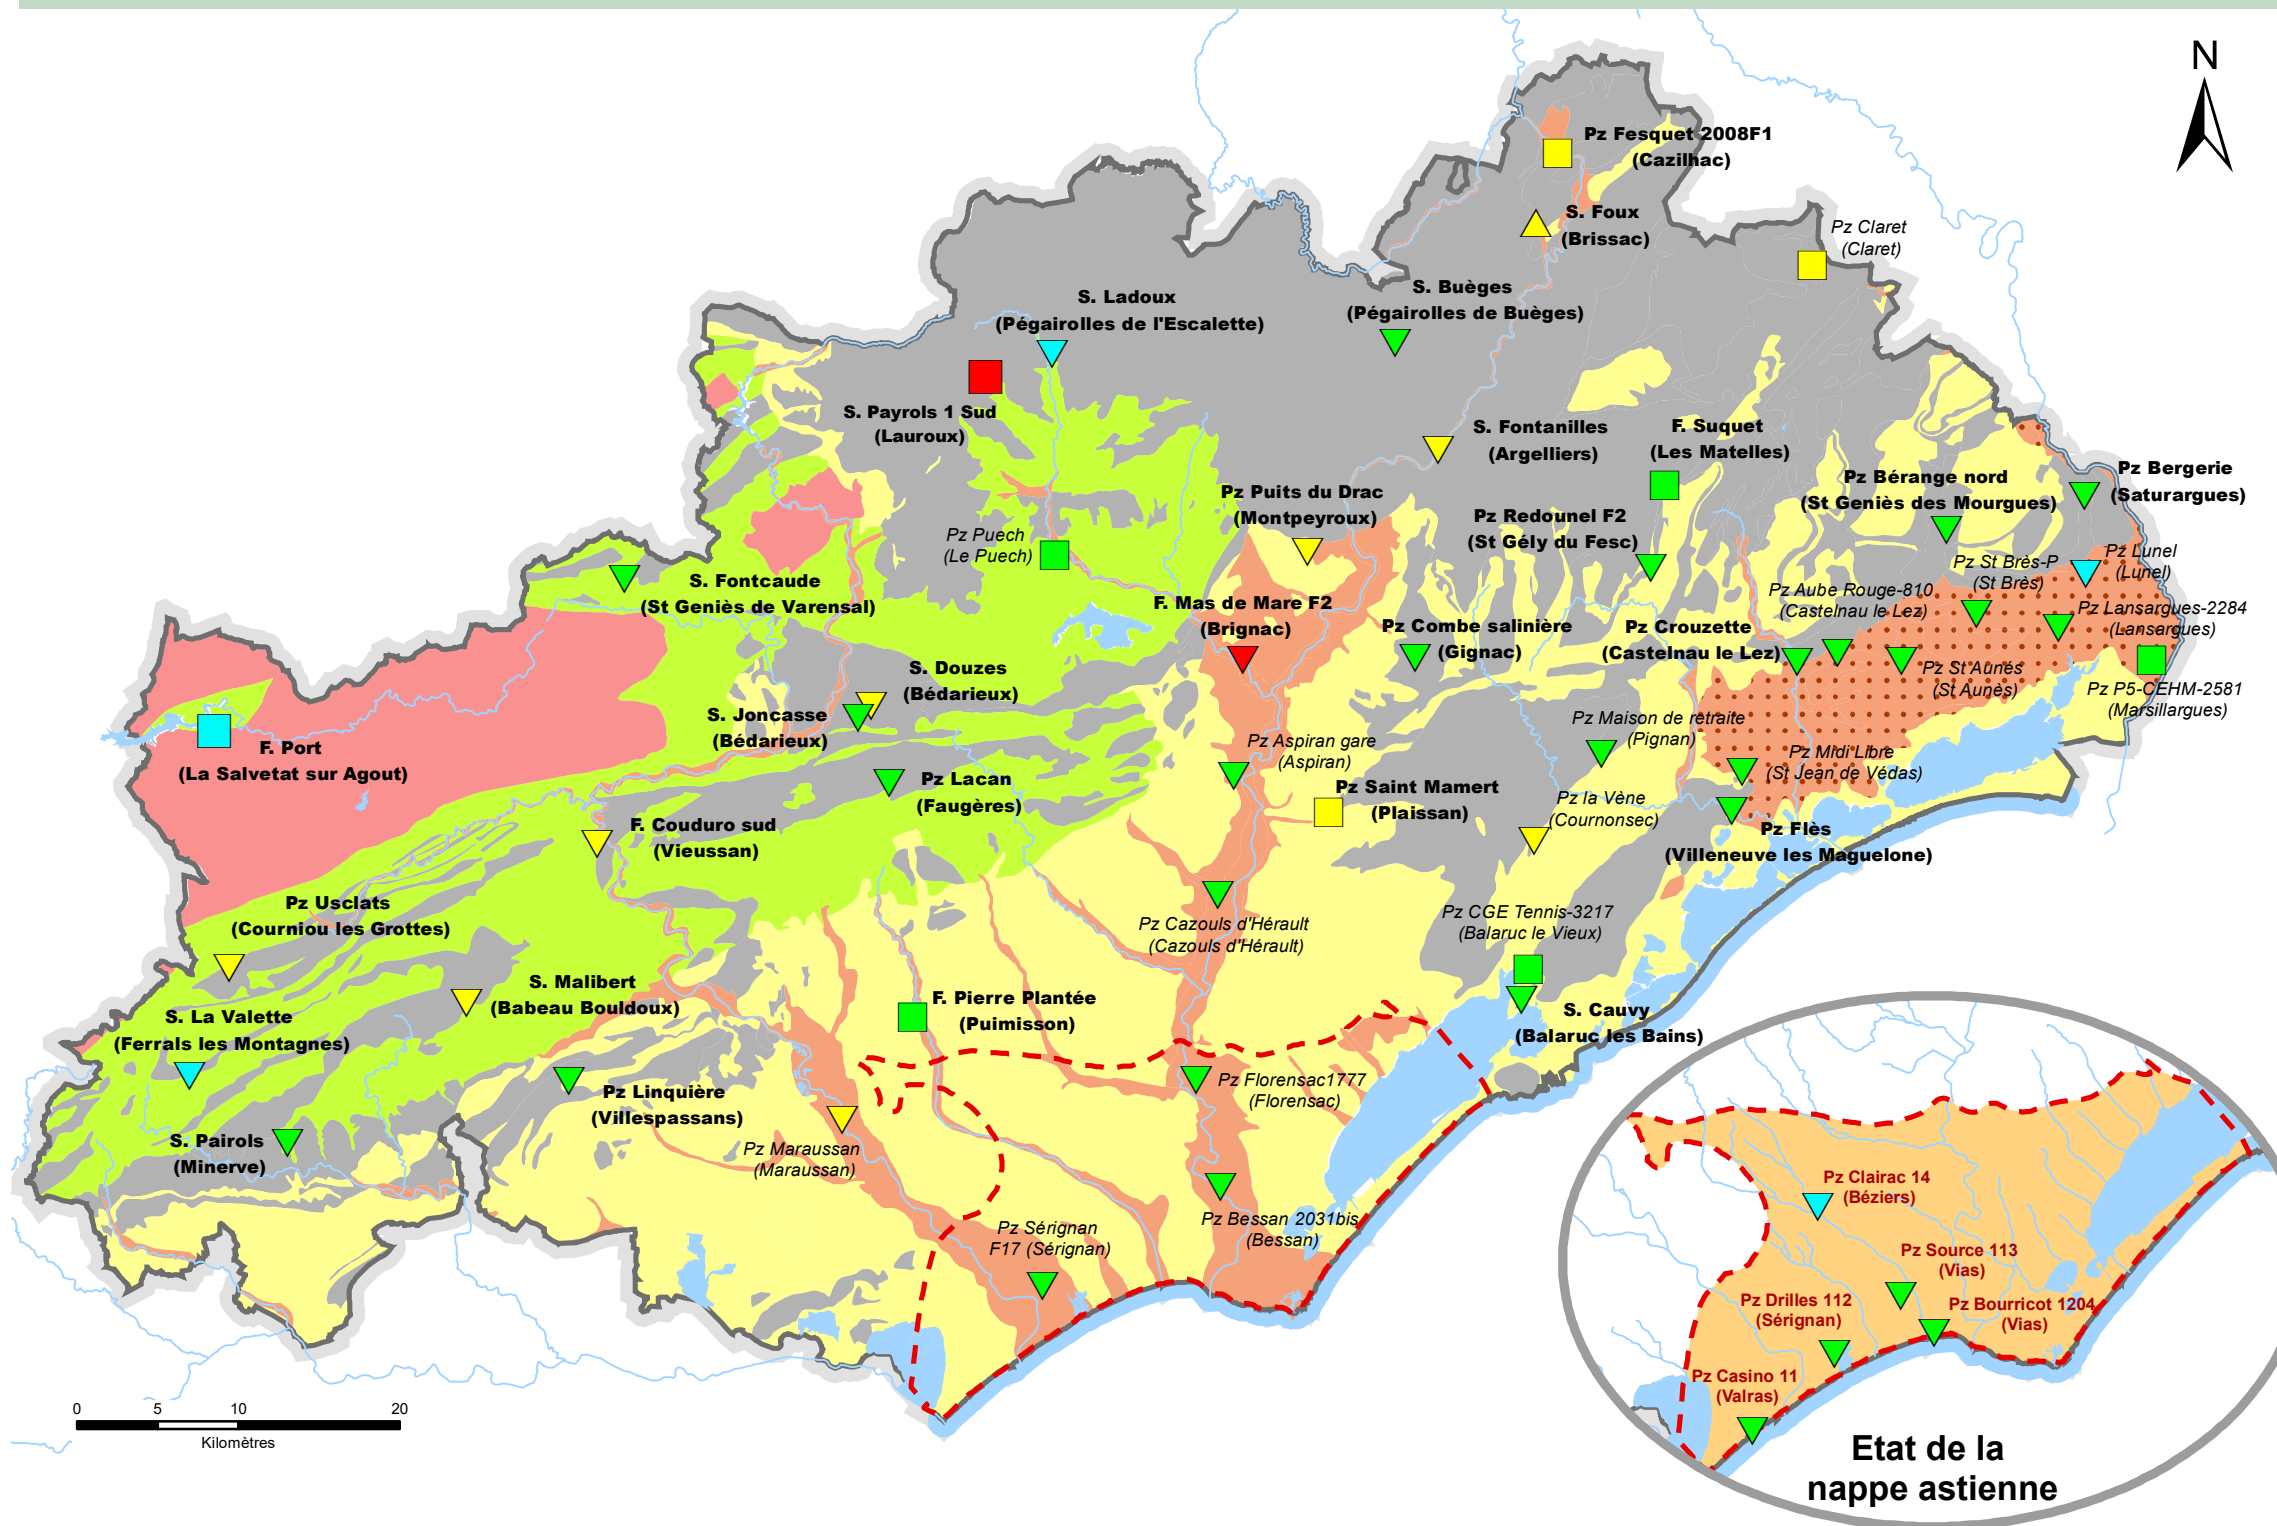 N
Pz Fesquet 2008F1
(Cazilhac)
S. Foux
(Brissac)
Pz Claret
(Claret)
S. Ladoux
(Pégairolles de l'Escalette)
S. Buèges
(Pégairolles de Buèges)
S. Payrols 1 Sud
(Lauroux)
S. Fontanilles
(Argelliers)
F. Suquet
(Les Matelles)
Pz Bérange nord
(St Geniès des Mourgues)
Pz Bergerie
(Saturargues)
Pz Puits du Drac
(Montpeyroux)
Pz Redounel F2
(St Gély du Fesc)
Pz Puech
(Le Puech)
Pz St Brès-P
(St Brès)
Pz Lunel
(Lunel)
S. Fontcaude
(St Geniès de Varensal)
Pz Aube Rouge-810
(Castelnau le Lez)
F. Mas de Mare F2
(Brignac)
Pz Lansargues-2284
(Lansargues)
Pz Combe salinière
(Gignac)
Pz Crouzette
(Castelnau le Lez)
S. Douzes
(Bédarieux)
Pz St Aunés
(St Aunès)
Pz P5-CEHM-2581
(Marsillargues)
S. Joncasse
(Bédarieux)
Pz Maison de retraite
(Pignan)
F. Port
(La Salvetat sur Agout)
Pz Aspiran gare
(Aspiran)
Pz Midi Libre
(St Jean de Védas)
Pz Lacan
(Faugères)
Pz Saint Mamert
(Plaissan)
Pz la Vène
(Cournonsec)
F. Couduro sud
(Vieussan)
Pz Flès
(Villeneuve les Maguelone)
Pz Usclats
(Courniou les Grottes)
Pz Cazouls d'Hérault
(Cazouls d'Hérault)
Pz CGE Tennis-3217
(Balaruc le Vieux)
S. Malibert
(Babeau Bouldoux)
F. Pierre Plantée
(Puimisson)
S. La Valette
(Ferrals les Montagnes)
S. Cauvy
(Balaruc les Bains)
Pz Linquière
(Villespassans)
Pz Florensac1777
(Florensac)
S. Pairols
(Minerve)
Pz Maraussan
(Maraussan)
Pz Sérignan
F17 (Sérignan)
Pz Bessan 2031bis
(Bessan)
Pz Clairac 14
(Béziers)
Pz Source 113
(Vias)
Pz Drilles 112
(Sérignan)
Pz Bourricot 1204
(Vias)
Pz Casino 11
(Valras)
0 5 10 20
Kilomètres
Etat de la
nappe astienne